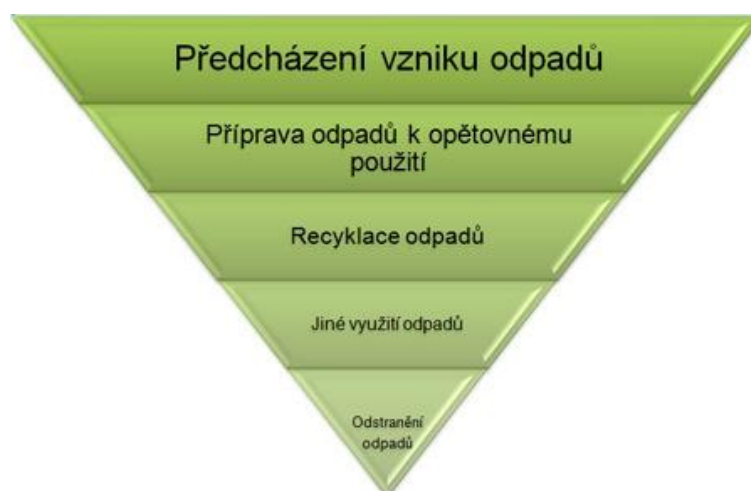 Předcházení vzniku odpadů
Příprava odpadů k opětovnému
použití
Recyklace odpadů
Jiné využití odpadů
Odstranění
odpadů